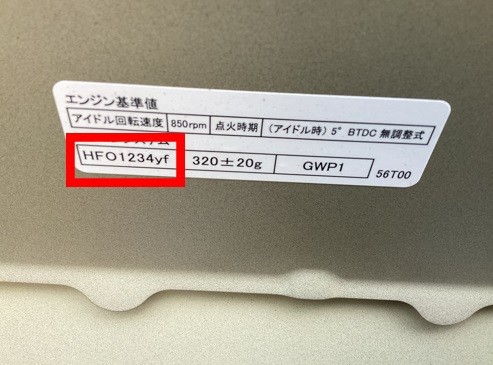 エンジン基準値
アイドル回転速度 850rpm 点火時期 (アイドル時) 5° BTDC 無調整式
HFO1234yf 320±20g GWP1
56T00